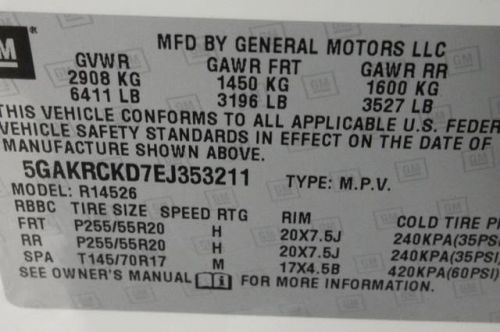 GM
MFD BY GENERAL MOTORS LLC
GVWR GAWR FRT GAWR RR
2908 KG 1450 KG 1600 KG
6411 LB 3196 LB 3527 LB
THIS VEHICLE CONFORMS TO ALL APPLICABLE U.S. FEDER
VEHICLE SAFETY STANDARDS IN EFFECT ON THE DATE OF
MANUFACTURE SHOWN ABOVE.
5GAKRCKD7EJ353211 TYPE: M.P.V.
MODEL: R14526
RBBC TIRE SIZE SPEED RTG RIM COLD TIRE P
FRT P255/55R20 H 20X7.5J 240KPA(35PSI
RR P255/55R20 H 20X7.5J 240KPA(35PSI
SPA T145/70R17 M 17X4.5B 420KPA(60PSI)
SEE OWNER'S MANUAL FOR MORE INFORMATION.